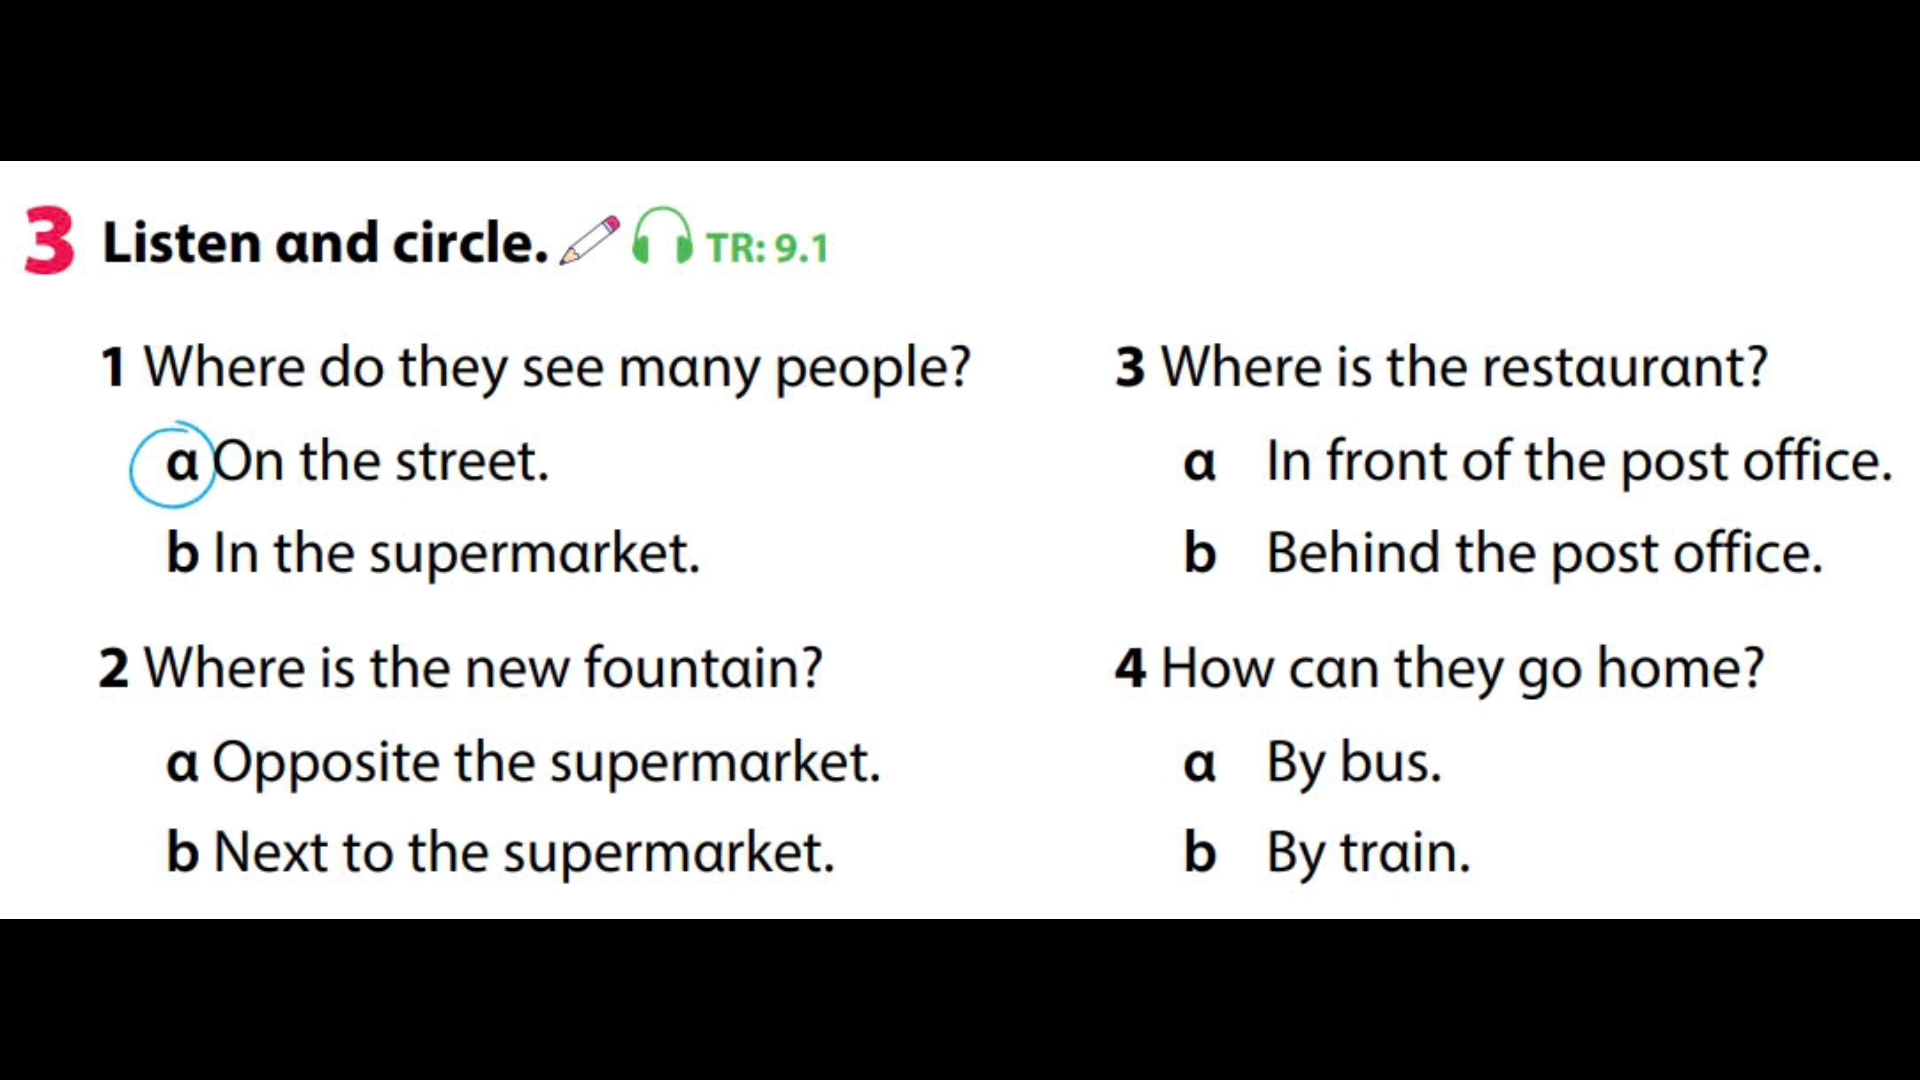 3 Listen and circle. TR: 9.1
1 Where do they see many people?
a On the street.
b In the supermarket.
2 Where is the new fountain?
a Opposite the supermarket.
b Next to the supermarket.
3 Where is the restaurant?
a In front of the post office.
b Behind the post office.
4 How can they go home?
a By bus.
b By train.